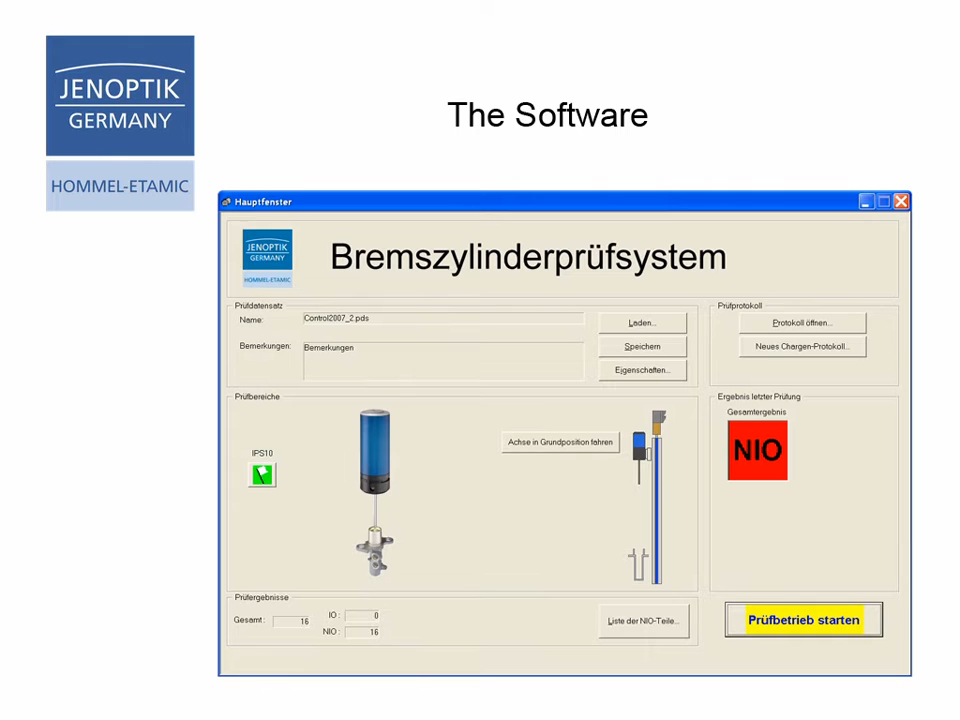 JENOPTIK
GERMANY
HOMMEL-ETAMIC
The Software
Hauptfenster
JENOPTIK
GERMANY
HOMMEL-ETAMIC
Bremszylinderprüfsystem
Prüfdatensatz
Name:
Control2007_2.pds
Bemerkungen:
Bemerkungen
Laden...
Speichern
Eigenschaften...
Prüfprotokoll
Protokoll öffnen...
Neues Chargen-Protokoll...
Prüfbereiche
IPS10
Achse in Grundposition fahren
Ergebnis letzter Prüfung
Gesamtergebnis
NIO
Prüfergebnisse
Gesamt: 16
IO: 0
NIO: 16
Liste der NIO-Teile...
Prüfbetrieb starten